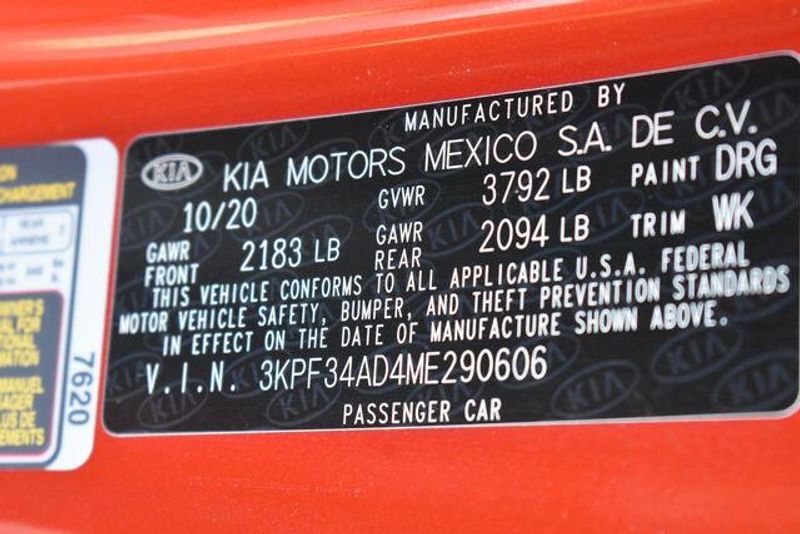 MANUFACTURED BY
KIA KIA MOTORS MEXICO S.A. DE C.V.
10/20 GVWR 3792 LB PAINT DRG
GAWR FRONT 2183 LB GAWR REAR 2094 LB TRIM WK
THIS VEHICLE CONFORMS TO ALL APPLICABLE U.S.A. FEDERAL
MOTOR VEHICLE SAFETY, BUMPER, AND THEFT PREVENTION STANDARDS
IN EFFECT ON THE DATE OF MANUFACTURE SHOWN ABOVE.
V.I.N. 3KPF34AD4ME290606
PASSENGER CAR
7620